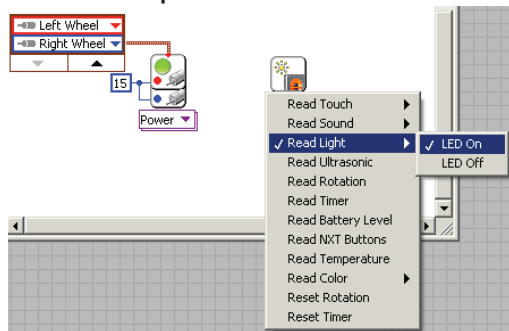 Left Wheel
Right Wheel
15
Power
Read Touch
Read Sound
Read Light
LED On
LED Off
Read Ultrasonic
Read Rotation
Read Timer
Read Battery Level
Read NXT Buttons
Read Temperature
Read Color
Reset Rotation
Reset Timer